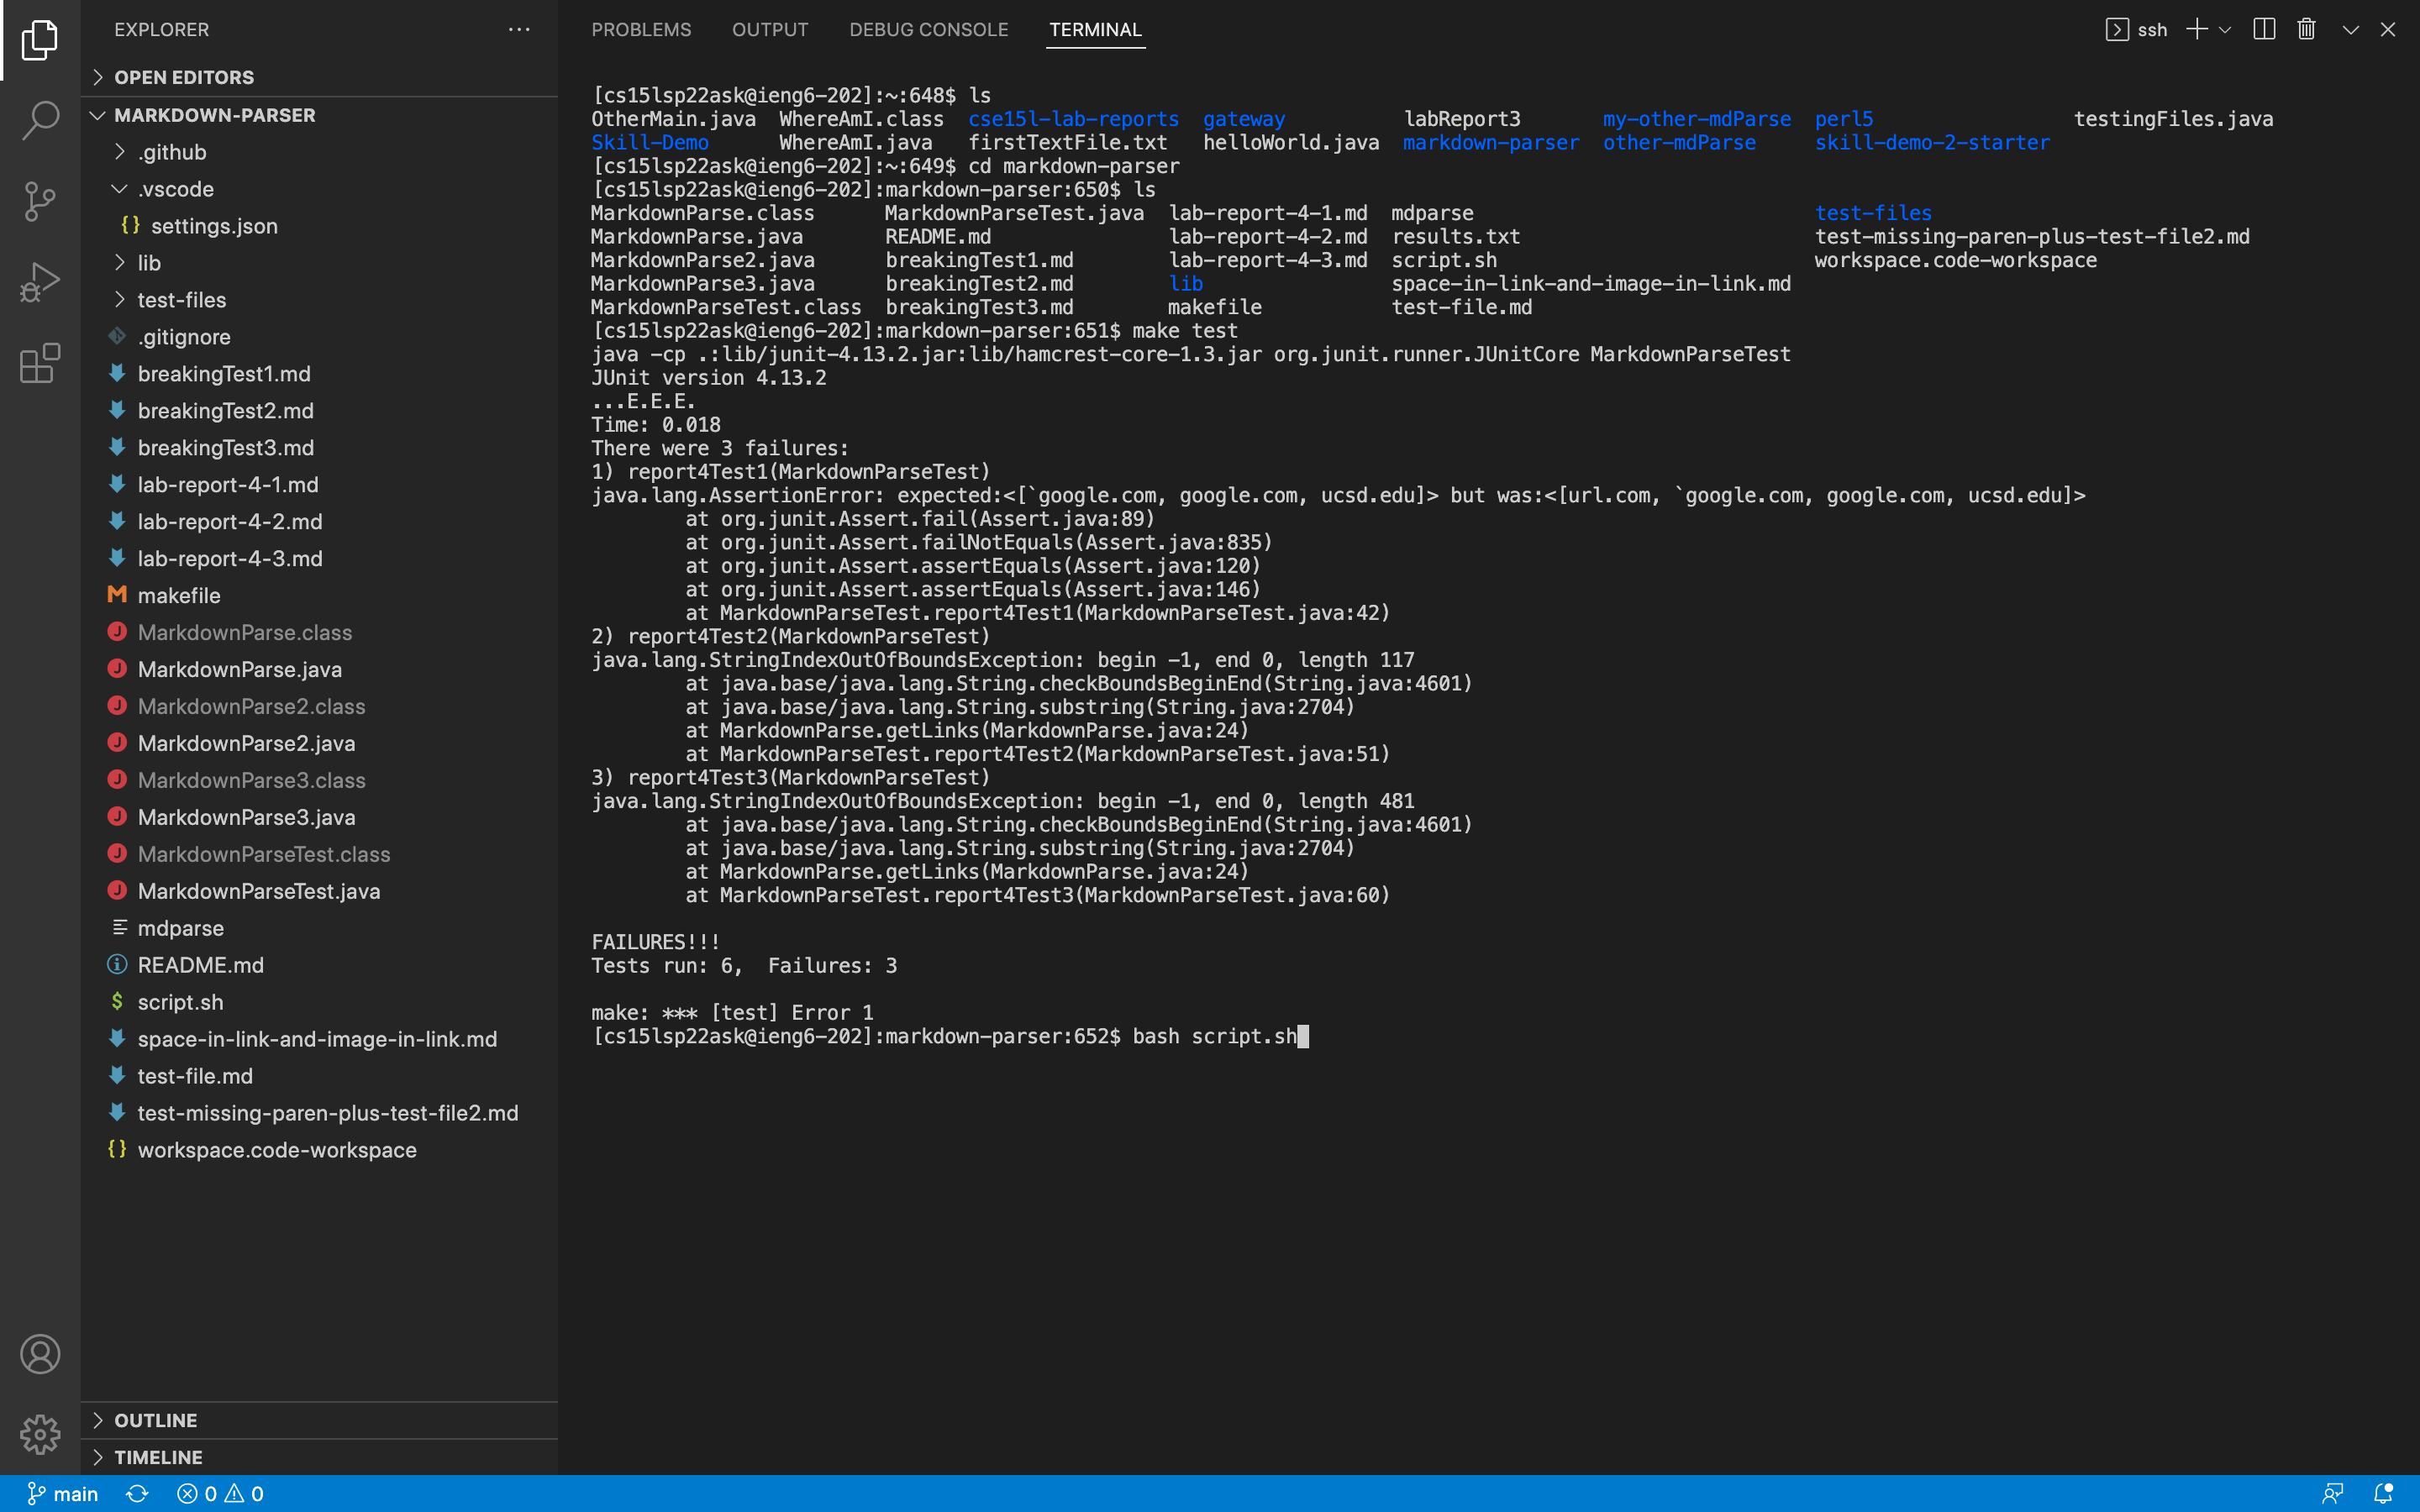 EXPLORER
OPEN EDITORS
MARKDOWN-PARSER
.github
.vscode
{} settings.json
lib
test-files
.gitignore
breakingTest1.md
breakingTest2.md
breakingTest3.md
lab-report-4-1.md
lab-report-4-2.md
lab-report-4-3.md
M makefile
J MarkdownParse.class
J MarkdownParse.java
J MarkdownParse2.class
J MarkdownParse2.java
J MarkdownParse3.class
J MarkdownParse3.java
J MarkdownParseTest.class
J MarkdownParseTest.java
mdparse
README.md
$ script.sh
space-in-link-and-image-in-link.md
test-file.md
test-missing-paren-plus-test-file2.md
{} workspace.code-workspace
OUTLINE
TIMELINE
PROBLEMS OUTPUT DEBUG CONSOLE TERMINAL
ssh
[cs15lsp22ask@ieng6-202]:~:648$ ls
OtherMain.java WhereAmI.class cse15l-lab-reports gateway labReport3 my-other-mdParse perl5 testingFiles.java
Skill-Demo WhereAmI.java firstTextFile.txt helloWorld.java markdown-parser other-mdParse skill-demo-2-starter
[cs15lsp22ask@ieng6-202]:~:649$ cd markdown-parser
[cs15lsp22ask@ieng6-202]:markdown-parser:650$ ls
MarkdownParse.class MarkdownParseTest.java lab-report-4-1.md mdparse test-files
MarkdownParse.java README.md lab-report-4-2.md results.txt test-missing-paren-plus-test-file2.md
MarkdownParse2.java breakingTest1.md lab-report-4-3.md script.sh workspace.code-workspace
MarkdownParse3.java breakingTest2.md lib space-in-link-and-image-in-link.md
MarkdownParseTest.class breakingTest3.md makefile test-file.md
[cs15lsp22ask@ieng6-202]:markdown-parser:651$ make test
java -cp .:lib/junit-4.13.2.jar:lib/hamcrest-core-1.3.jar org.junit.runner.JUnitCore MarkdownParseTest
JUnit version 4.13.2
...E.E.E.
Time: 0.018
There were 3 failures:
1) report4Test1(MarkdownParseTest)
java.lang.AssertionError: expected:<[`google.com, google.com, ucsd.edu]> but was:<[url.com, `google.com, google.com, ucsd.edu]>
at org.junit.Assert.fail(Assert.java:89)
at org.junit.Assert.failNotEquals(Assert.java:835)
at org.junit.Assert.assertEquals(Assert.java:120)
at org.junit.Assert.assertEquals(Assert.java:146)
at MarkdownParseTest.report4Test1(MarkdownParseTest.java:42)
2) report4Test2(MarkdownParseTest)
java.lang.StringIndexOutOfBoundsException: begin -1, end 0, length 117
at java.base/java.lang.String.checkBoundsBeginEnd(String.java:4601)
at java.base/java.lang.String.substring(String.java:2704)
at MarkdownParse.getLinks(MarkdownParse.java:24)
at MarkdownParseTest.report4Test2(MarkdownParseTest.java:51)
3) report4Test3(MarkdownParseTest)
java.lang.StringIndexOutOfBoundsException: begin -1, end 0, length 481
at java.base/java.lang.String.checkBoundsBeginEnd(String.java:4601)
at java.base/java.lang.String.substring(String.java:2704)
at MarkdownParse.getLinks(MarkdownParse.java:24)
at MarkdownParseTest.report4Test3(MarkdownParseTest.java:60)
FAILURES!!!
Tests run: 6,  Failures: 3
make: *** [test] Error 1
[cs15lsp22ask@ieng6-202]:markdown-parser:652$ bash script.sh
main 0 0